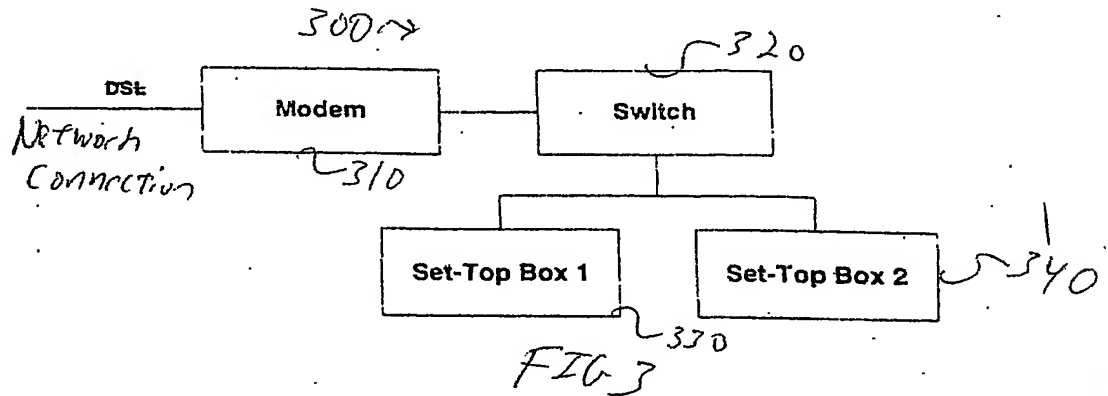 300
320
DSL
Modem
Switch
Network
Connection
310
Set-Top Box 1
Set-Top Box 2
340
330
FIG 3